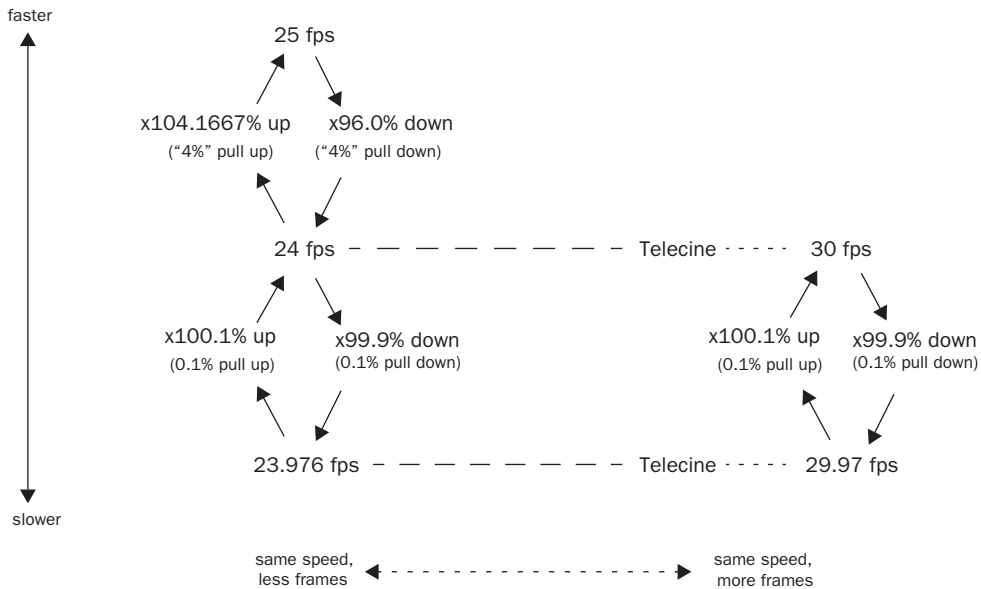 faster
25 fps
x104.1667% up
x96.0% down
(“4%” pull up)
(“4%” pull down)
24 fps
Telecine
30 fps
x100.1% up
x99.9% down
(0.1% pull up)
(0.1% pull down)
x100.1% up
x99.9% down
(0.1% pull up)
(0.1% pull down)
23.976 fps
Telecine
29.97 fps
slower
same speed,
less frames
same speed,
more frames